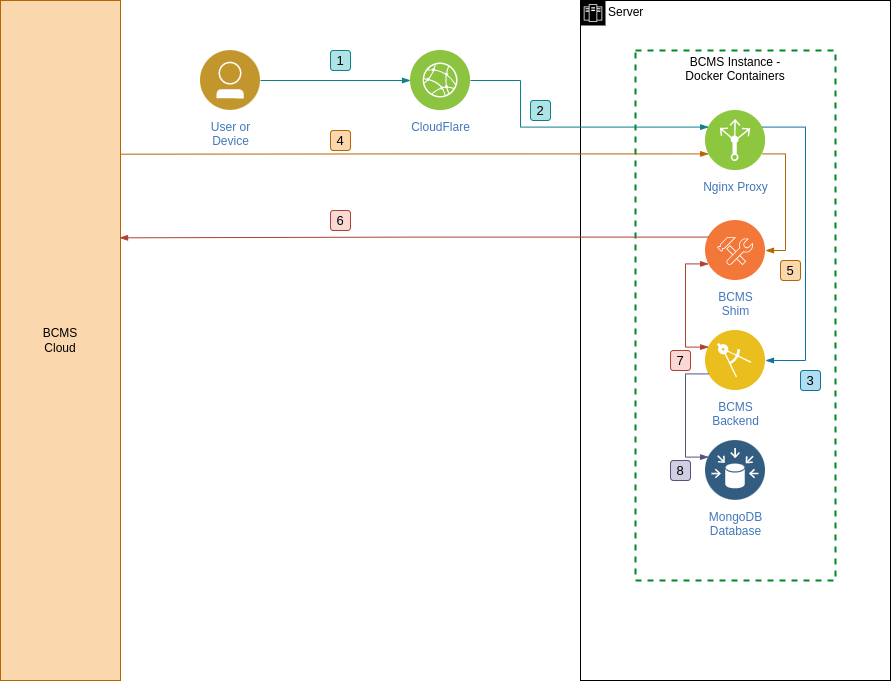 Server
BCMS Instance -
Docker Containers
1
User or
Device
CloudFlare
2
4
Nginx Proxy
6
5
BCMS
Shim
BCMS
Cloud
7
3
BCMS
Backend
8
MongoDB
Database